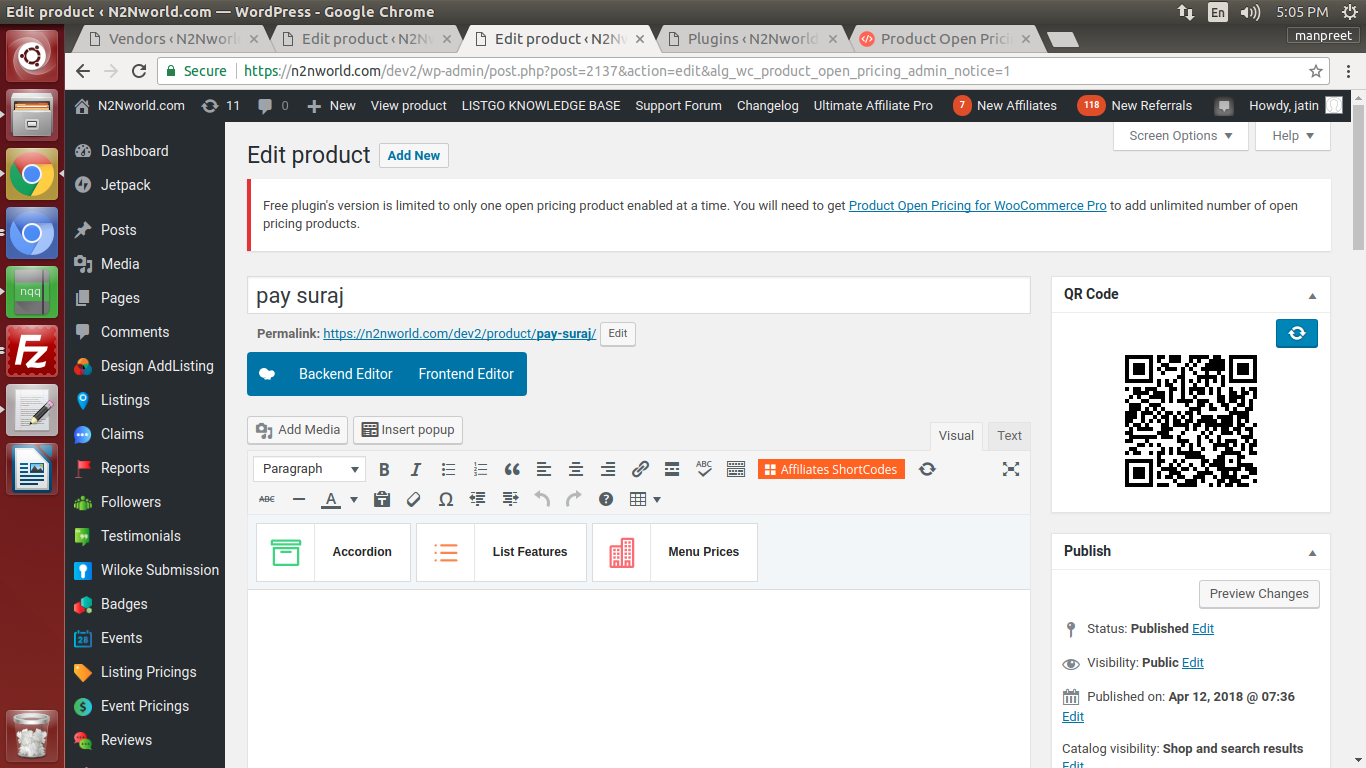 Edit product ‹ N2Nworld.com — WordPress - Google Chrome
En
5:05 PM
manpreet
Vendors ‹ N2Nworl
Edit product ‹ N2N
Edit product ‹ N2N
Plugins ‹ N2Nworld
Product Open Prici
Secure
https://n2nworld.com/dev2/wp-admin/post.php?post=2137&action=edit&alg_wc_product_open_pricing_admin_notice=1
N2Nworld.com
11
0
New
View product
LISTGO KNOWLEDGE BASE
Support Forum
Changelog
Ultimate Affiliate Pro
7
New Affiliates
118
New Referrals
Howdy, jatin
Dashboard
Jetpack
Posts
Media
Pages
Comments
Design AddListing
Listings
Claims
Reports
Followers
Testimonials
Wiloke Submission
Badges
Events
28
Listing Pricings
Event Pricings
Reviews
nqq
Screen Options
Help
Edit product
Add New
Free plugin's version is limited to only one open pricing product enabled at a time. You will need to get Product Open Pricing for WooCommerce Pro to add unlimited number of open
pricing products.
pay suraj
Permalink: https://n2nworld.com/dev2/product/pay-suraj/
Edit
Backend Editor
Frontend Editor
Add Media
Insert popup
Visual
Text
Paragraph
B
I
ABC
Affiliates ShortCodes
ABC
A
Ω
Accordion
List Features
Menu Prices
QR Code
Publish
Preview Changes
Status: Published Edit
Visibility: Public Edit
Published on: Apr 12, 2018 @ 07:36
Edit
Catalog visibility: Shop and search results
Edit